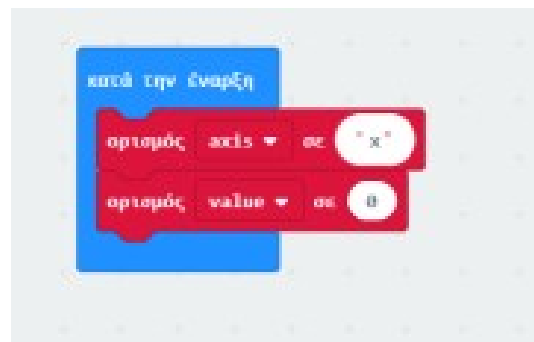 κατά την έναρξη
ορισμός axis σε "x"
ορισμός value σε 0